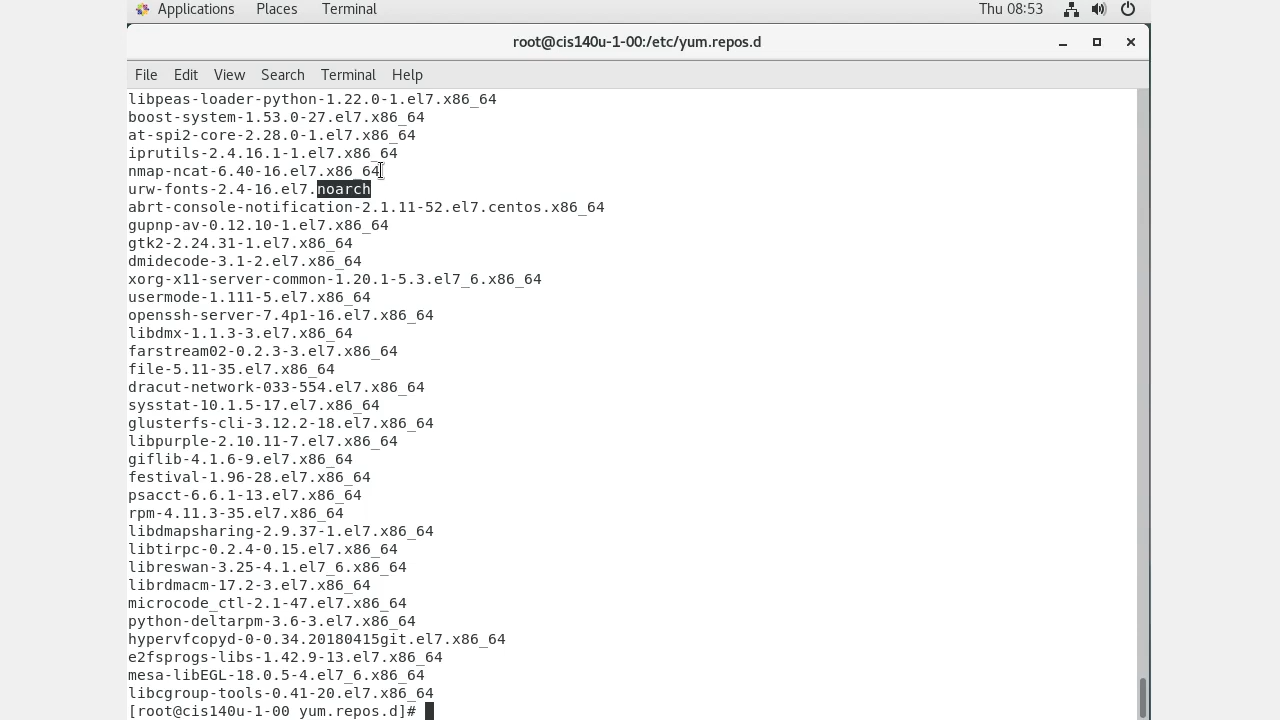 Applications Places Terminal Thu 08:53
root@cis140u-1-00:/etc/yum.repos.d
File Edit View Search Terminal Help
libpeas-loader-python-1.22.0-1.el7.x86_64
boost-system-1.53.0-27.el7.x86_64
at-spi2-core-2.28.0-1.el7.x86_64
iprutils-2.4.16.1-1.el7.x86_64
nmap-ncat-6.40-16.el7.x86_64
urw-fonts-2.4-16.el7.noarch
abrt-console-notification-2.1.11-52.el7.centos.x86_64
gupnp-av-0.12.10-1.el7.x86_64
gtk2-2.24.31-1.el7.x86_64
dmidecode-3.1-2.el7.x86_64
xorg-x11-server-common-1.20.1-5.3.el7_6.x86_64
usermode-1.111-5.el7.x86_64
openssh-server-7.4p1-16.el7.x86_64
libdmx-1.1.3-3.el7.x86_64
farstream02-0.2.3-3.el7.x86_64
file-5.11-35.el7.x86_64
dracut-network-033-554.el7.x86_64
sysstat-10.1.5-17.el7.x86_64
glusterfs-cli-3.12.2-18.el7.x86_64
libpurple-2.10.11-7.el7.x86_64
giflib-4.1.6-9.el7.x86_64
festival-1.96-28.el7.x86_64
psacct-6.6.1-13.el7.x86_64
rpm-4.11.3-35.el7.x86_64
libdmapsharing-2.9.37-1.el7.x86_64
libtirpc-0.2.4-0.15.el7.x86_64
libreswan-3.25-4.1.el7_6.x86_64
librdmacm-17.2-3.el7.x86_64
microcode_ctl-2.1-47.el7.x86_64
python-deltarpm-3.6-3.el7.x86_64
hypervfcopyd-0-0.34.20180415git.el7.x86_64
e2fsprogs-libs-1.42.9-13.el7.x86_64
mesa-libEGL-18.0.5-4.el7_6.x86_64
libcgroup-tools-0.41-20.el7.x86_64
[root@cis140u-1-00 yum.repos.d]#